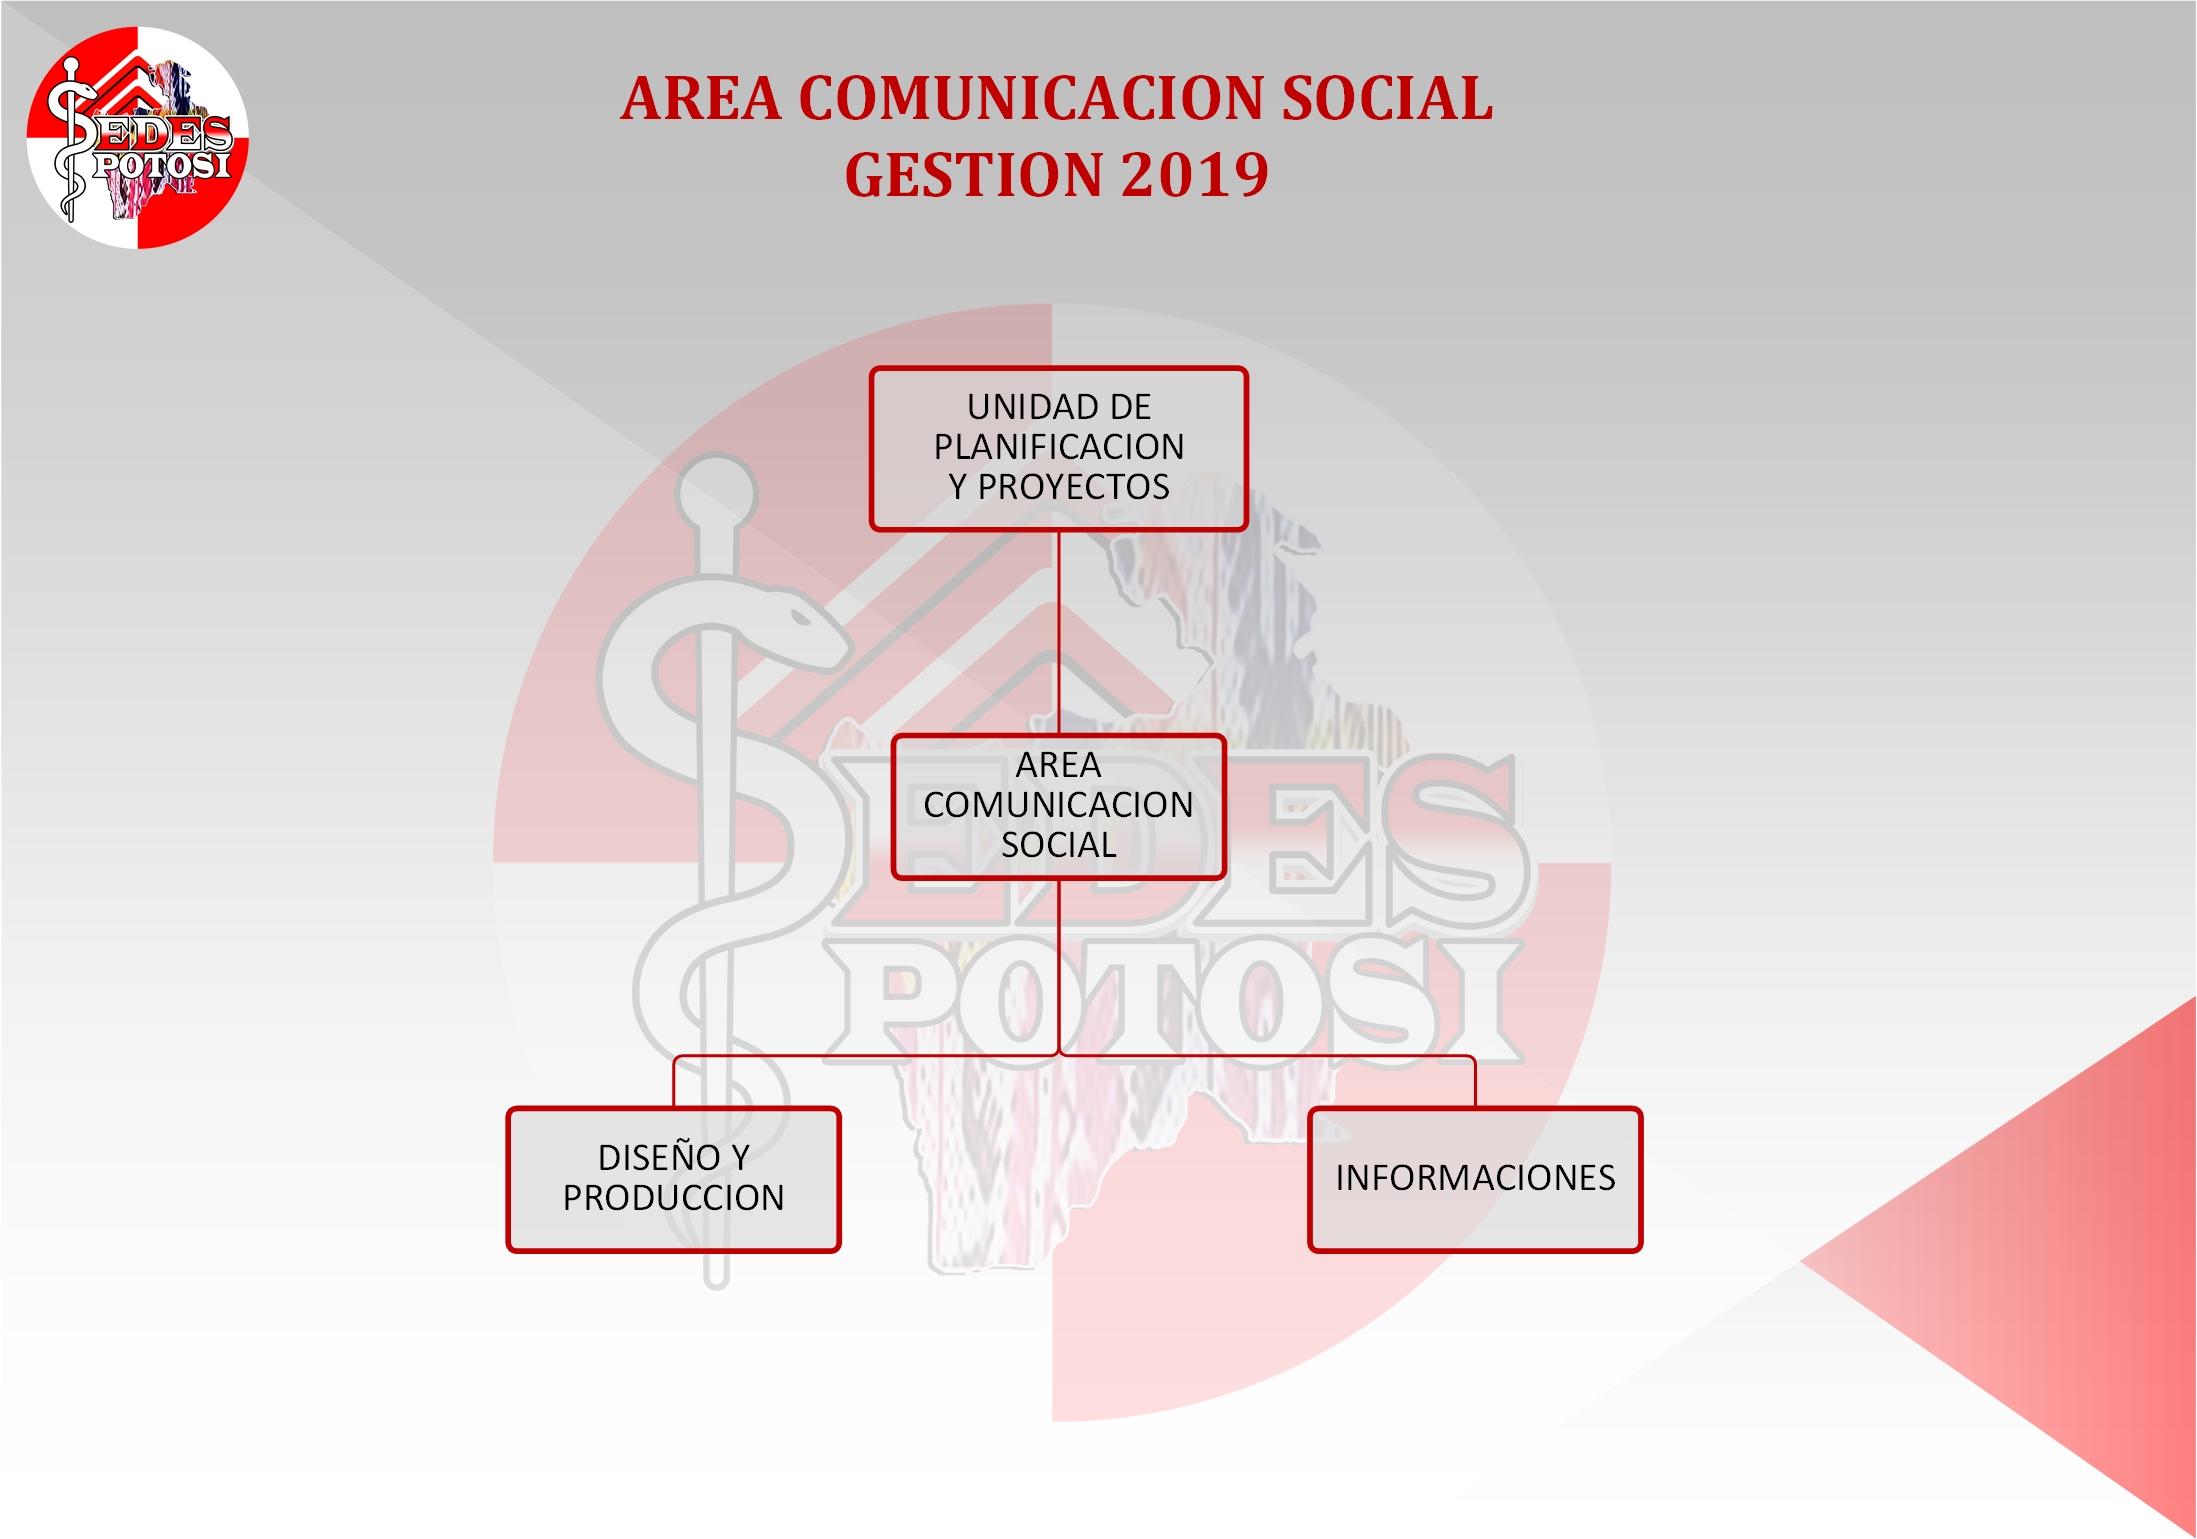 SEDES
POTOSI
AREA COMUNICACION SOCIAL
GESTION 2019
UNIDAD DE
PLANIFICACION
Y PROYECTOS
AREA
COMUNICACION
SOCIAL
SEDES
POTOSI
DISEÑO Y
PRODUCCION
INFORMACIONES